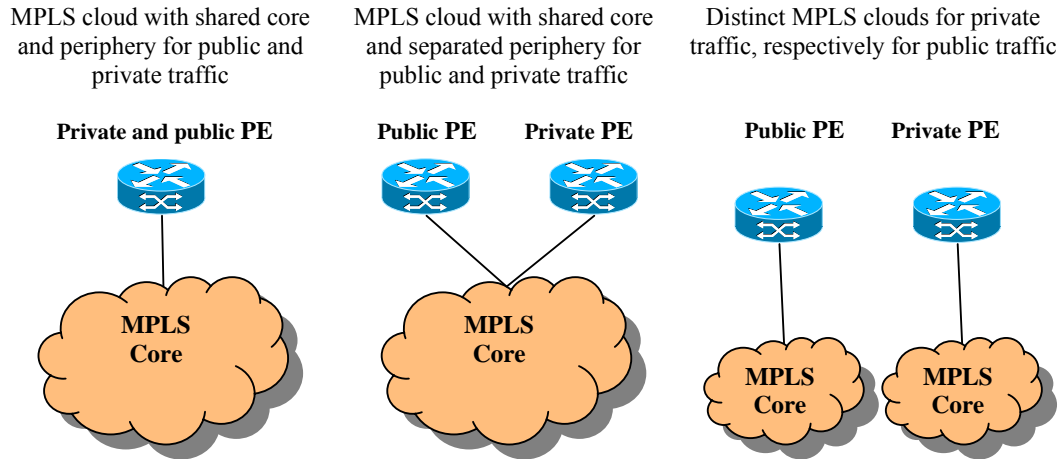 MPLS cloud with shared core
and periphery for public and
private traffic
MPLS cloud with shared core
and separated periphery for
public and private traffic
Distinct MPLS clouds for private
traffic, respectively for public traffic
Private and public PE
Public PE
Private PE
Public PE
Private PE
MPLS
Core
MPLS
Core
MPLS
Core
MPLS
Core